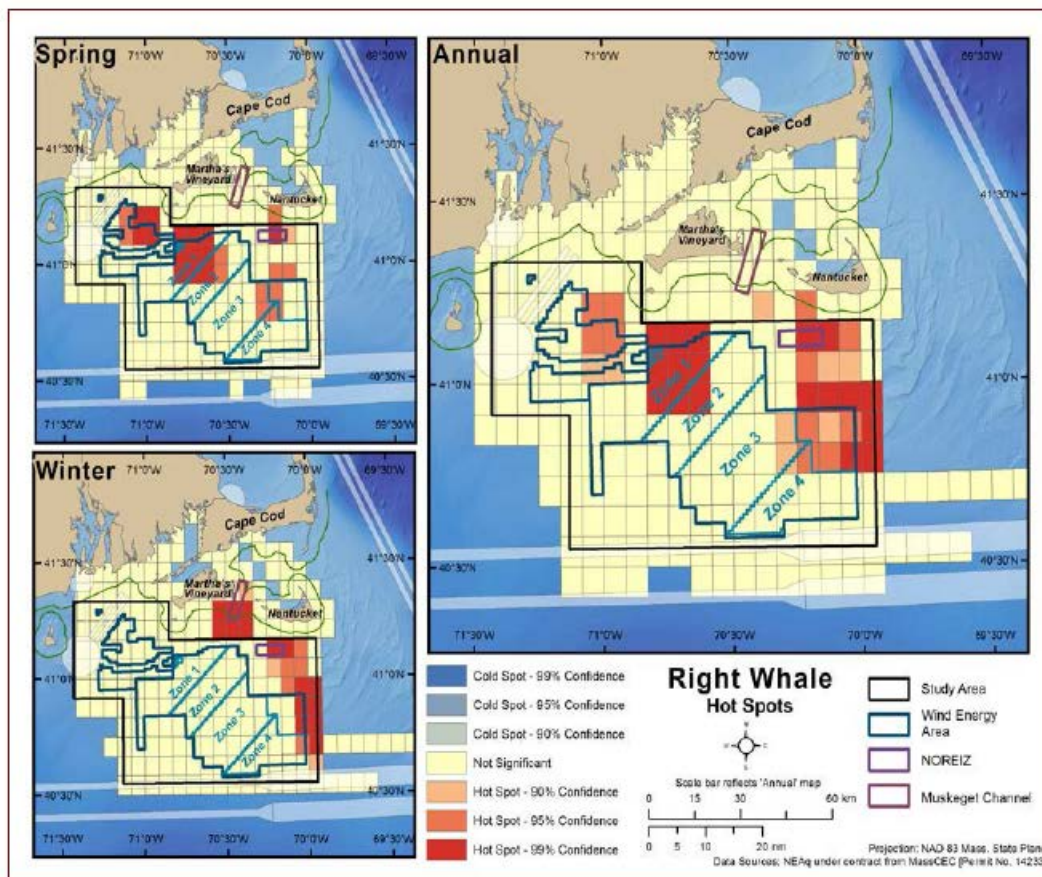 Spring
71°0'W
70°30'W
70°0'W
69°30'W
Cape Cod
41°30'N
Martha's
Vineyard
Nantucket
41°0'N
Zone 3
Zone 4
40°30'N
71°30'W
71°0'W
70°30'W
70°0'W
Annual
71°0'W
70°30'W
70°0'W
69°30'W
Cape Cod
41°30'N
41°30'N
Martha's
Vineyard
41°0'N
Nantucket
41°0'N
Zone 1
Zone 2
Zone 3
Zone 4
40°30'N
40°30'N
71°30'W
71°0'W
70°30'W
70°0'W
69°30'W
Winter
71°0'W
70°30'W
70°0'W
69°30'W
Cape Cod
41°30'N
Martha's
Vineyard
Nantucket
41°0'N
Zone 1
Zone 2
Zone 3
Zone 4
40°30'N
71°30'W
71°0'W
70°30'W
70°0'W
Cold Spot - 99% Confidence
Cold Spot - 95% Confidence
Cold Spot - 90% Confidence
Not Significant
Hot Spot - 90% Confidence
Hot Spot - 95% Confidence
Hot Spot - 99% Confidence
Right Whale
Hot Spots
Scale bar reflects 'Annual' map
0 15 30 60 km
0 5 10 20 nm
Study Area
Wind Energy
Area
NOREIZ
Muskeget Channel
Projection: NAD 83 Mass. State Plane
Data Sources: NEAq under contract from MassCEC [Permit No. 14233